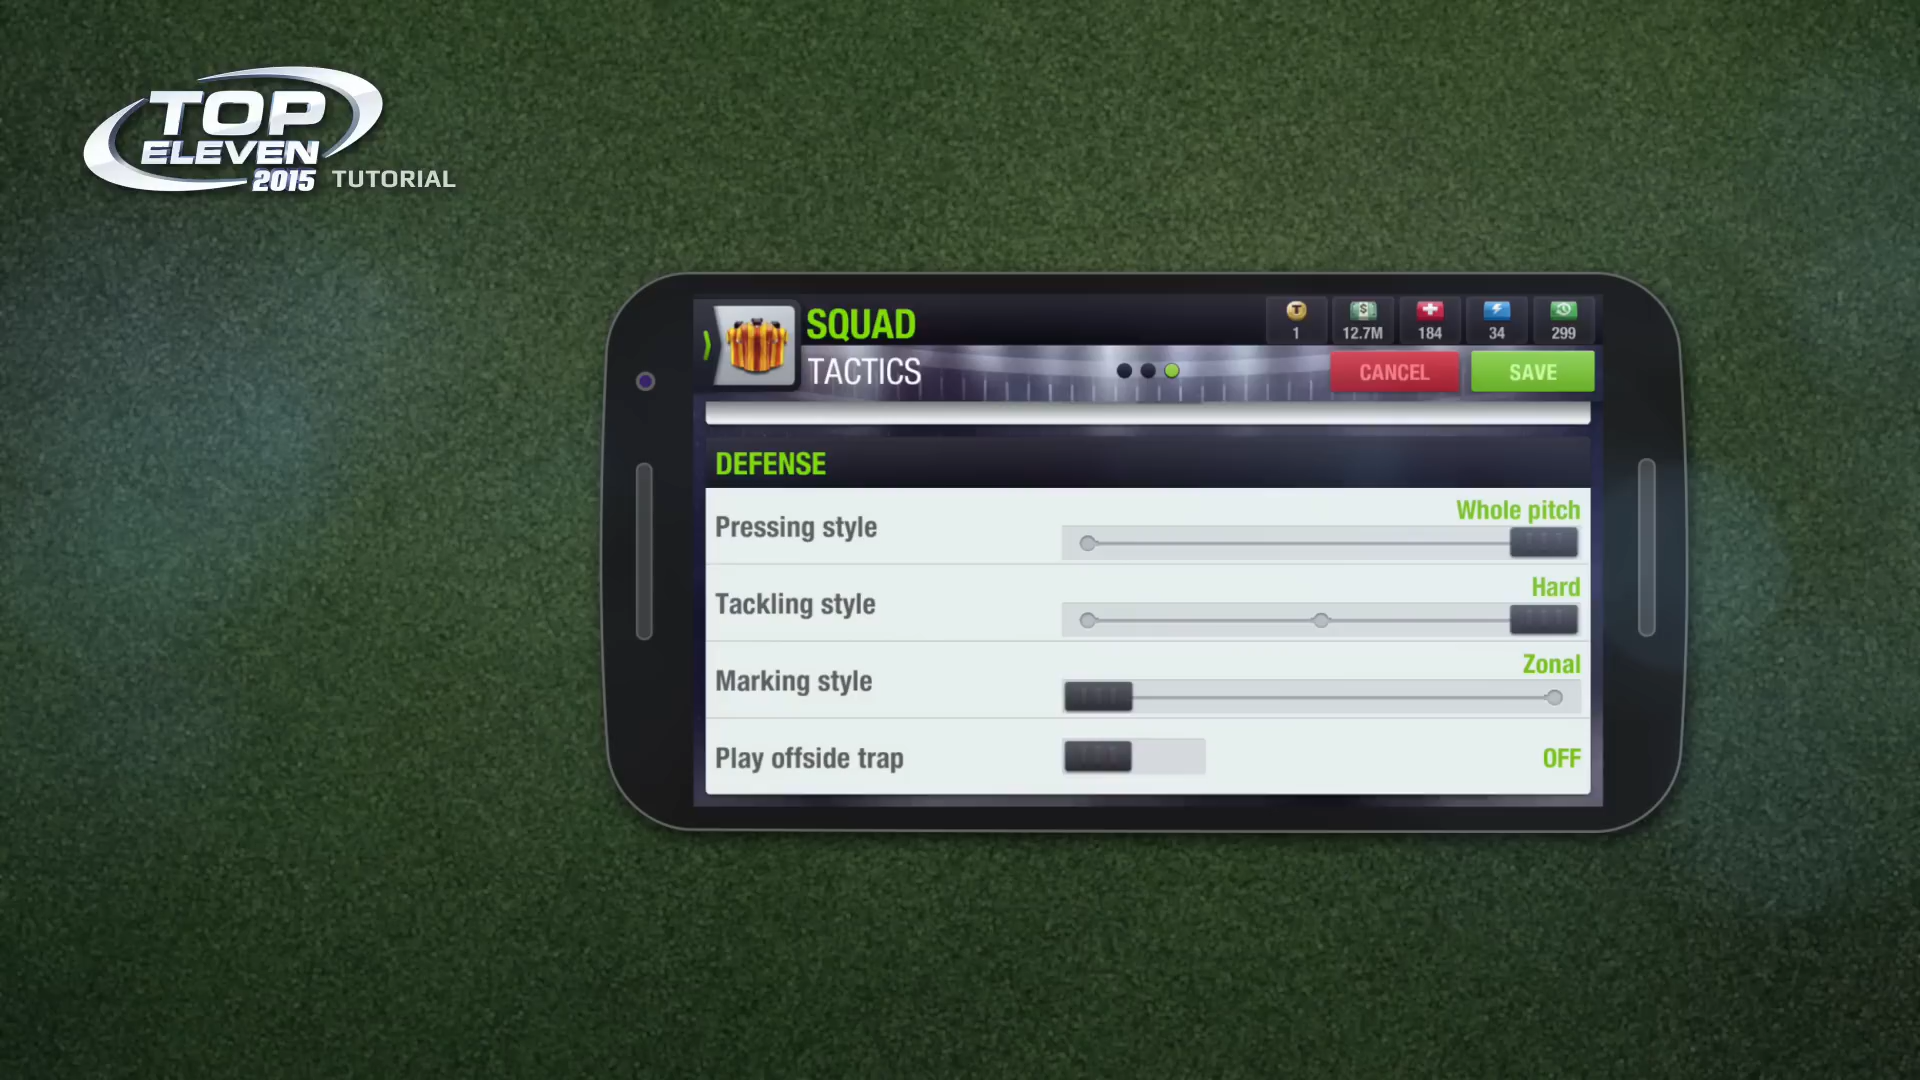 TOP
ELEVEN
2015 TUTORIAL
SQUAD
TACTICS
1
12.7M
184
34
299
CANCEL
SAVE
DEFENSE
Pressing style
Whole pitch
Tackling style
Hard
Marking style
Zonal
Play offside trap
OFF